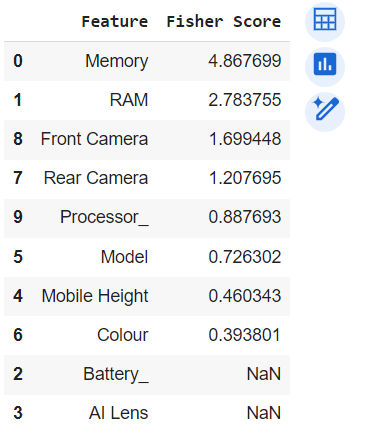 Feature Fisher Score
0 Memory 4.867699
1 RAM 2.783755
8 Front Camera 1.699448
7 Rear Camera 1.207695
9 Processor_ 0.887693
5 Model 0.726302
4 Mobile Height 0.460343
6 Colour 0.393801
2 Battery_ NaN
3 AI Lens NaN